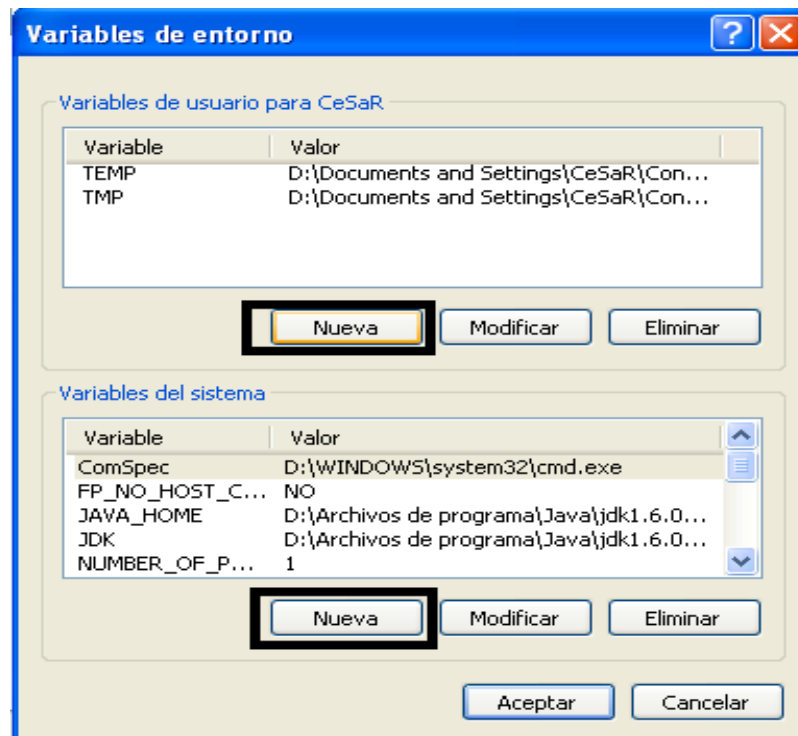 Variables de entorno
Variables de usuario para CeSaR
Variable Valor
TEMP D:\Documents and Settings\CeSaR\Con...
TMP D:\Documents and Settings\CeSaR\Con...
Nueva Modificar Eliminar
Variables del sistema
Variable Valor
ComSpec D:\WINDOWS\system32\cmd.exe
FP_NO_HOST_C... NO
JAVA_HOME D:\Archivos de programa\Java\jdk1.6.0...
JDK D:\Archivos de programa\Java\jdk1.6.0...
NUMBER_OF_P... 1
Nueva Modificar Eliminar
Aceptar Cancelar